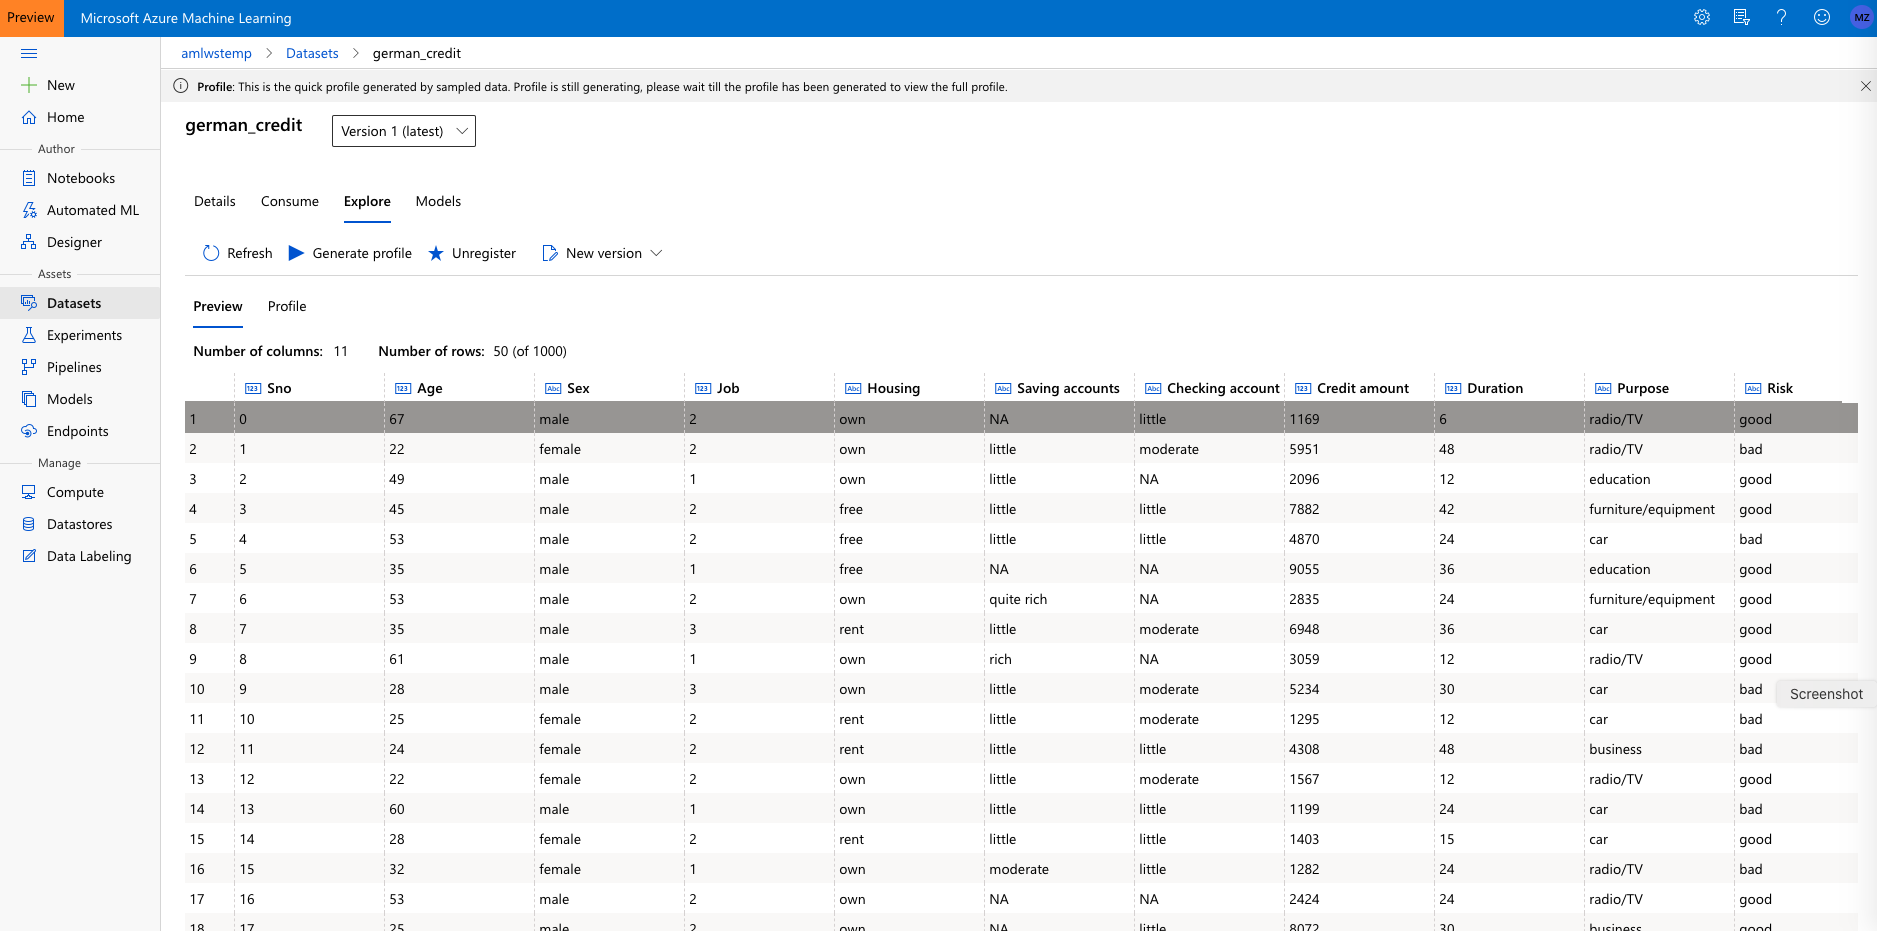 Preview Microsoft Azure Machine Learning MZ
amlwstemp > Datasets > german_credit
Profile: This is the quick profile generated by sampled data. Profile is still generating, please wait till the profile has been generated to view the full profile.
New
Home
Author
Notebooks
Automated ML
Designer
Assets
Datasets
Experiments
Pipelines
Models
Endpoints
Manage
Compute
Datastores
Data Labeling
german_credit Version 1 (latest)
Details Consume Explore Models
Refresh Generate profile Unregister New version
Preview Profile
Number of columns: 11 Number of rows: 50 (of 1000)
123 Sno 123 Age Abc Sex 123 Job Abc Housing Abc Saving accounts Abc Checking account 123 Credit amount 123 Duration Abc Purpose Abc Risk
1 0 67 male 2 own NA little 1169 6 radio/TV good
2 1 22 female 2 own little moderate 5951 48 radio/TV bad
3 2 49 male 1 own little NA 2096 12 education good
4 3 45 male 2 free little little 7882 42 furniture/equipment good
5 4 53 male 2 free little little 4870 24 car bad
6 5 35 male 1 free NA NA 9055 36 education good
7 6 53 male 2 own quite rich NA 2835 24 furniture/equipment good
8 7 35 male 3 rent little moderate 6948 36 car good
9 8 61 male 1 own rich NA 3059 12 radio/TV good
10 9 28 male 3 own little moderate 5234 30 car bad
Screenshot
11 10 25 female 2 rent little moderate 1295 12 car bad
12 11 24 female 2 rent little little 4308 48 business bad
13 12 22 female 2 own little moderate 1567 12 radio/TV good
14 13 60 male 1 own little little 1199 24 car bad
15 14 28 female 2 rent little little 1403 15 car good
16 15 32 female 1 own moderate little 1282 24 radio/TV bad
17 16 53 male 2 own NA NA 2424 24 radio/TV good
18 17 25 male 2 own NA little 8072 30 business good